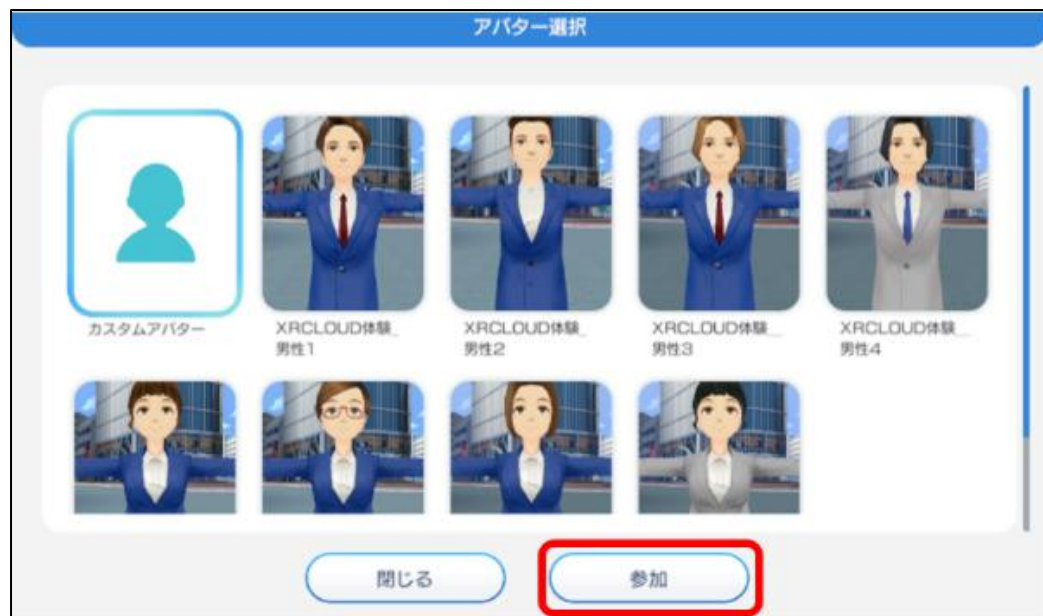 アバター選択
カスタムアバター
XRCLOUD体験_
男性1
XRCLOUD体験_
男性2
XRCLOUD体験__
男性3
XRCLOUD体験__
男性4
閉じる
参加